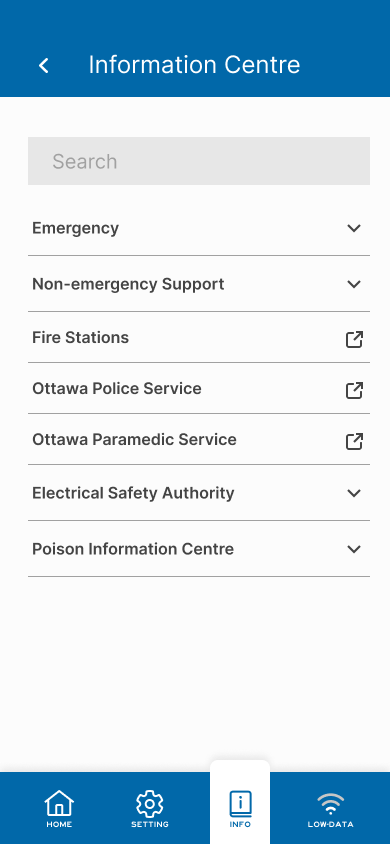 Information Centre
Search
Emergency
Non-emergency Support
Fire Stations
Ottawa Police Service
Ottawa Paramedic Service
Electrical Safety Authority
Poison Information Centre
HOME
SETTING
INFO
LOW-DATA